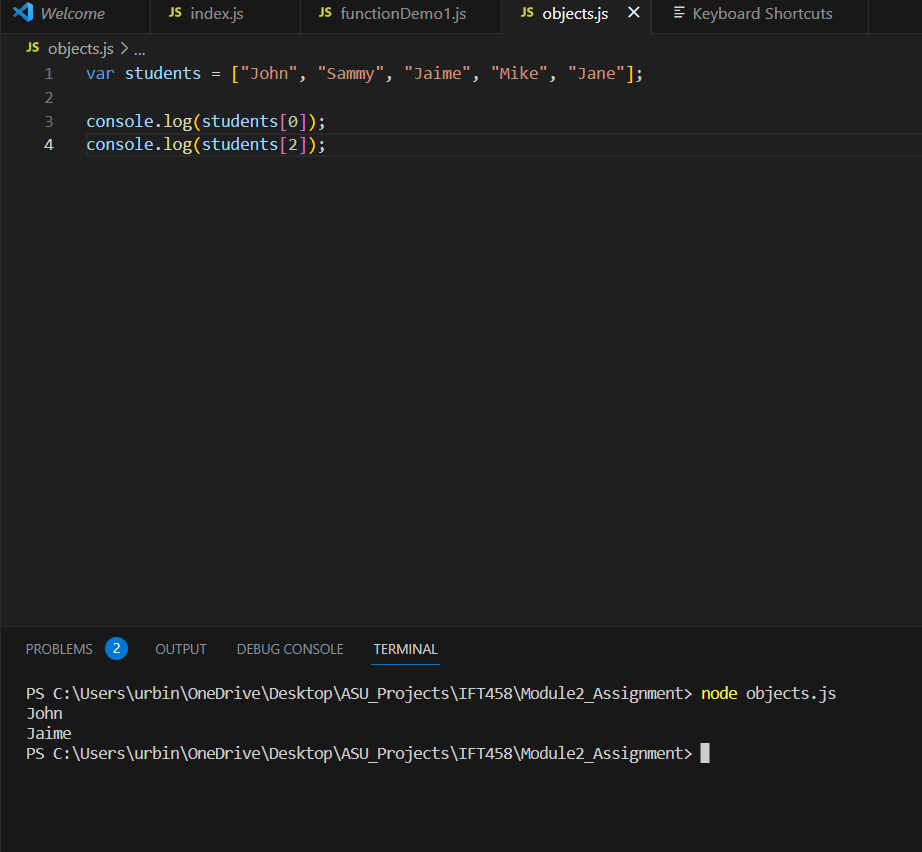 Welcome JS index.js JS functionDemo1.js JS objects.js Keyboard Shortcuts
JS objects.js > ...
1 var students = ["John", "Sammy", "Jaime", "Mike", "Jane"];
2
3 console.log(students[0]);
4 console.log(students[2]);
PROBLEMS 2 OUTPUT DEBUG CONSOLE TERMINAL
PS C:\Users\urbin\OneDrive\Desktop\ASU_Projects\IFT458\Module2_Assignment> node objects.js
John
Jaime
PS C:\Users\urbin\OneDrive\Desktop\ASU_Projects\IFT458\Module2_Assignment>